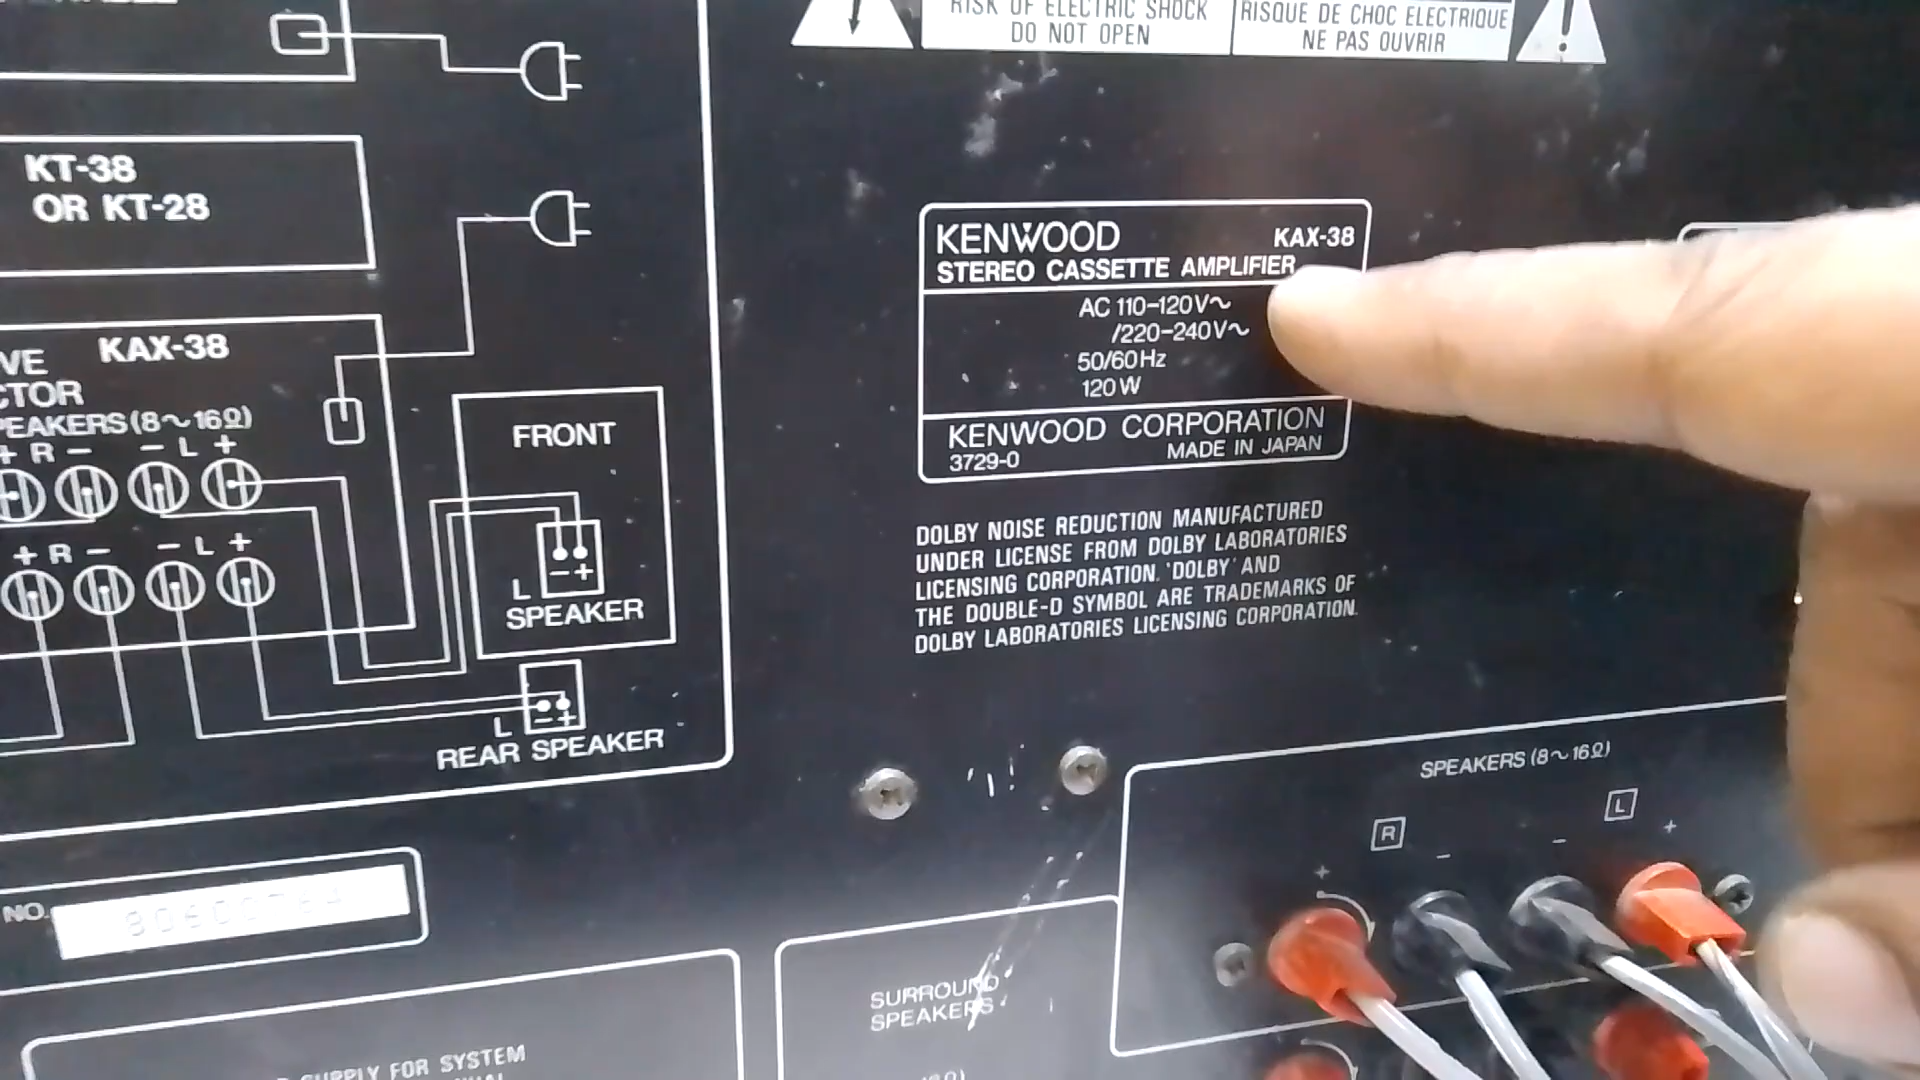 RISK OF ELECTRIC SHOCK
DO NOT OPEN
RISQUE DE CHOC ELECTRIQUE
NE PAS OUVRIR
KT-38
OR KT-28
KAX-38
(8~16Ω)
+ R − − L +
+ R − − L +
FRONT
− +
L
SPEAKER
L
− +
REAR SPEAKER
NO.
KENWOOD KAX-38
STEREO CASSETTE AMPLIFIER
AC 110–120V~
/220–240V~
50/60Hz
120W
KENWOOD CORPORATION
3729-0 MADE IN JAPAN
DOLBY NOISE REDUCTION MANUFACTURED
UNDER LICENSE FROM DOLBY LABORATORIES
LICENSING CORPORATION. 'DOLBY' AND
THE DOUBLE-D SYMBOL ARE TRADEMARKS OF
DOLBY LABORATORIES LICENSING CORPORATION.
SPEAKERS (8~16Ω)
R L
+ − − +
SURROUND
SPEAKERS
FOR SYSTEM